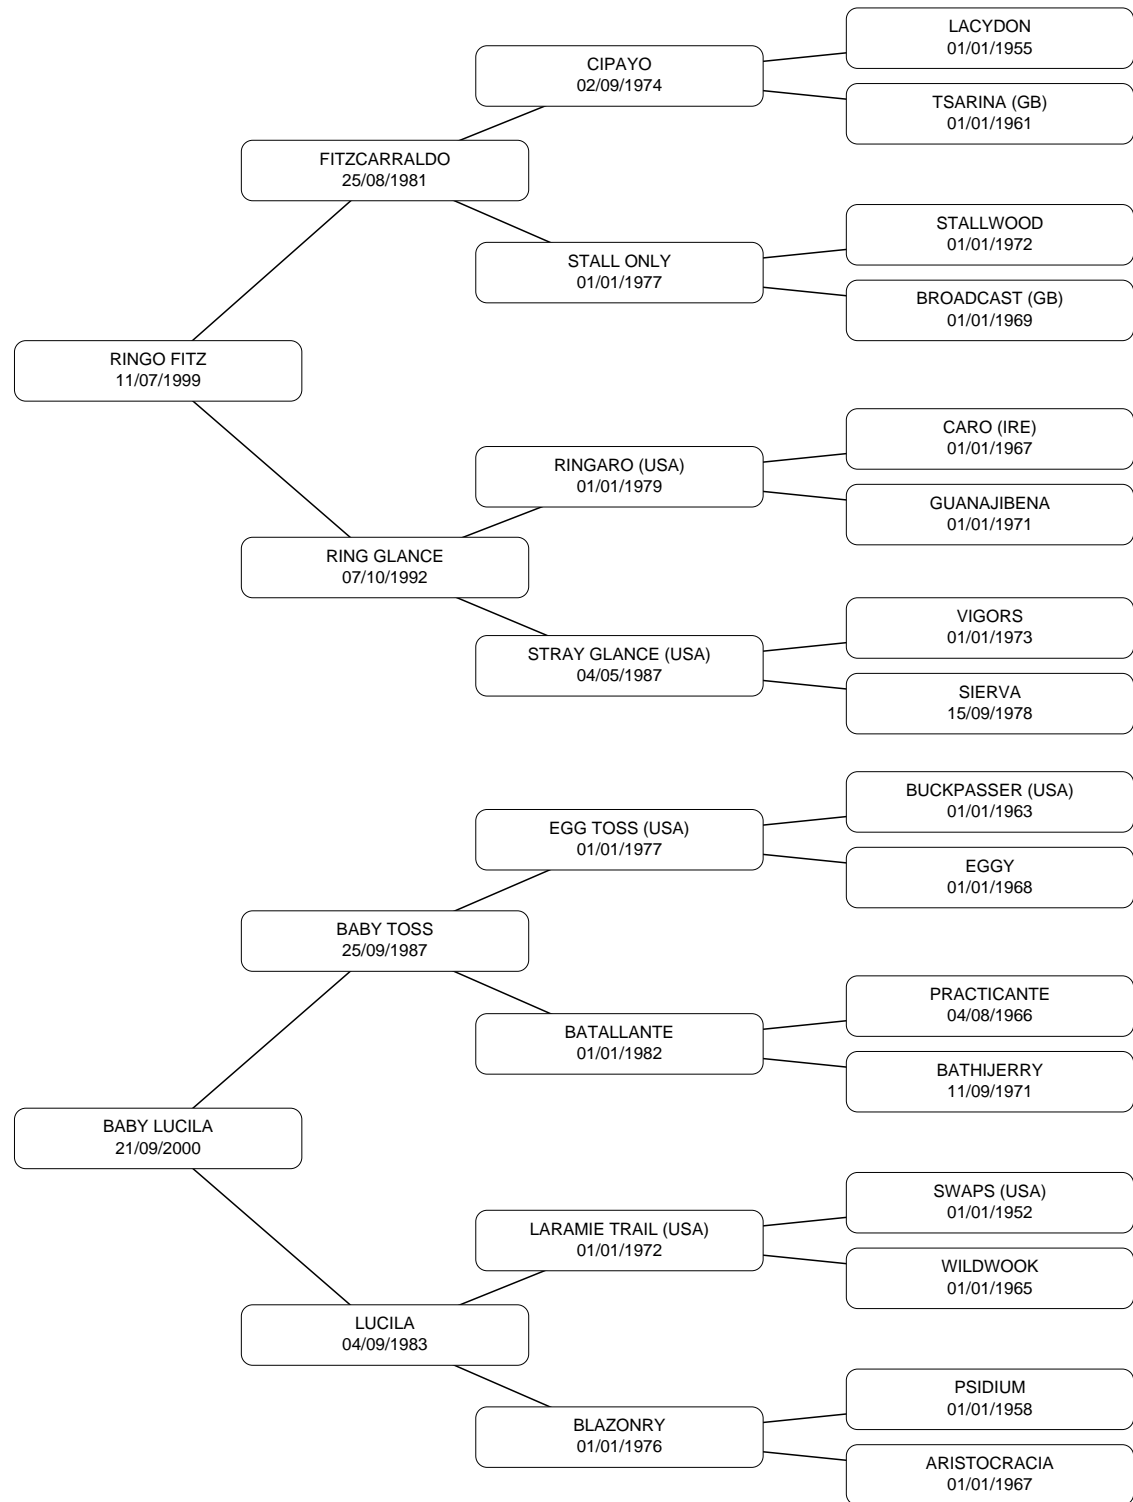 LACYDON
01/01/1955
CIPAYO
02/09/1974
TSARINA (GB)
01/01/1961
FITZCARRALDO
25/08/1981
STALLWOOD
01/01/1972
STALL ONLY
01/01/1977
BROADCAST (GB)
01/01/1969
RINGO FITZ
11/07/1999
CARO (IRE)
01/01/1967
RINGARO (USA)
01/01/1979
GUANAJIBENA
01/01/1971
RING GLANCE
07/10/1992
VIGORS
01/01/1973
STRAY GLANCE (USA)
04/05/1987
SIERVA
15/09/1978
BUCKPASSER (USA)
01/01/1963
EGG TOSS (USA)
01/01/1977
EGGY
01/01/1968
BABY TOSS
25/09/1987
PRACTICANTE
04/08/1966
BATALLANTE
01/01/1982
BATHIJERRY
11/09/1971
BABY LUCILA
21/09/2000
SWAPS (USA)
01/01/1952
LARAMIE TRAIL (USA)
01/01/1972
WILDWOOK
01/01/1965
LUCILA
04/09/1983
PSIDIUM
01/01/1958
BLAZONRY
01/01/1976
ARISTOCRACIA
01/01/1967